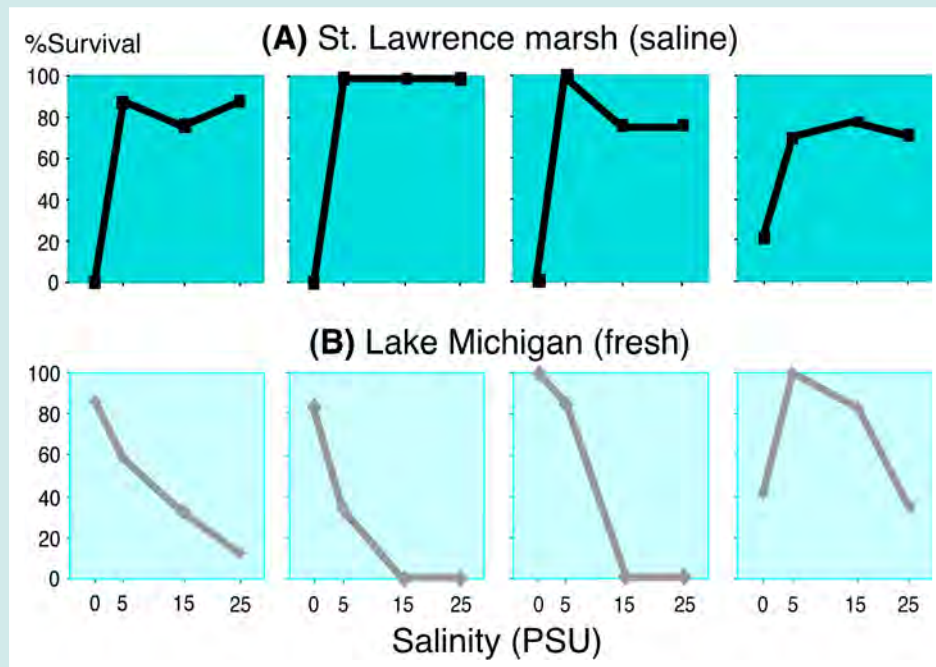 %Survival
(A) St. Lawrence marsh (saline)
100
80
60
40
20
0
(B) Lake Michigan (fresh)
100
80
60
40
20
0
0 5 15 25 0 5 15 25 0 5 15 25 0 5 15 25
Salinity (PSU)